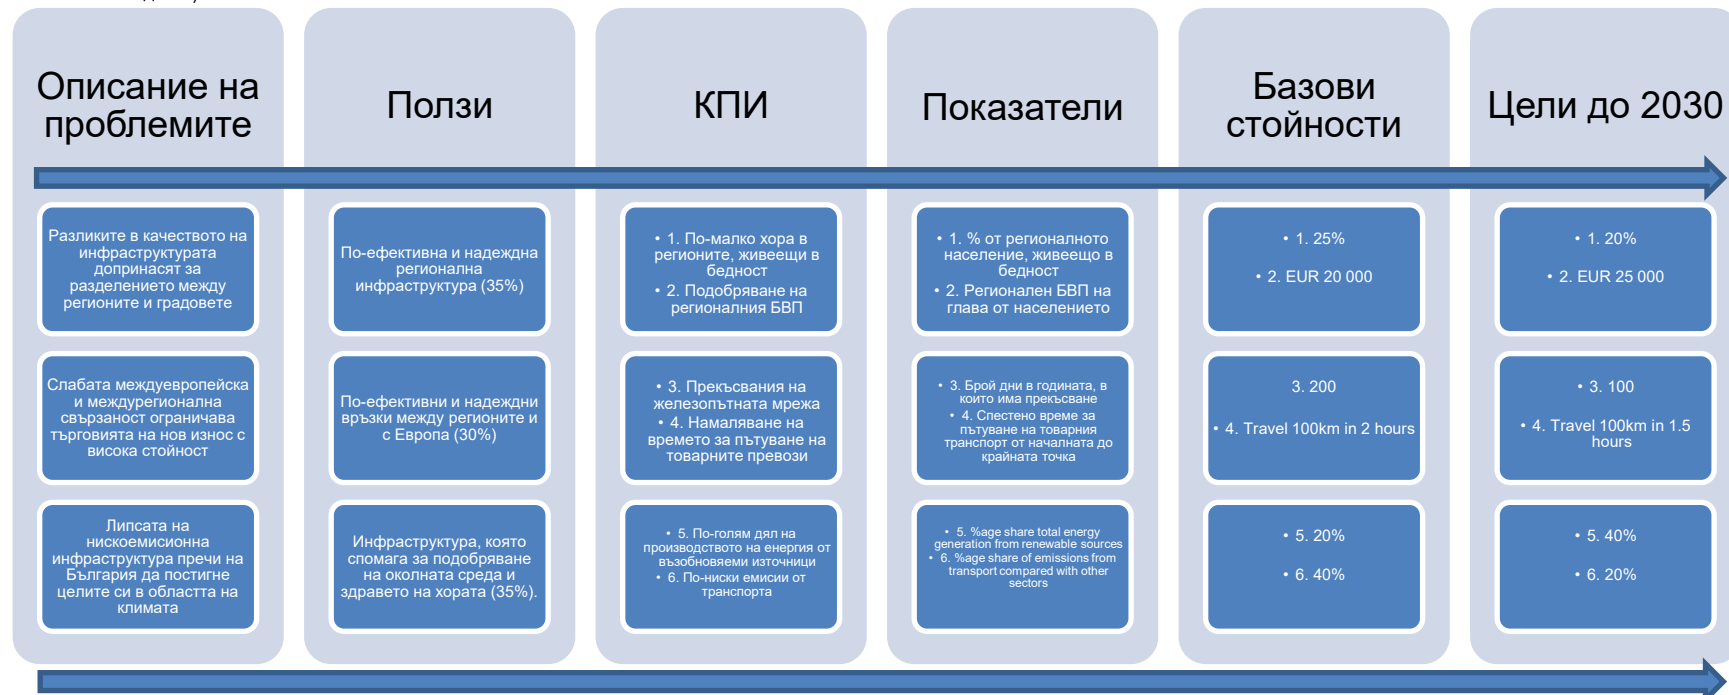 Описание на
проблемите
Ползи
КПИ
Показатели
Базови
стойности
Цели до 2030
Разликите в качеството на
инфраструктурата
допринасят за
разделението между
регионите и градовете
По-ефективна и надеждна
регионална
инфраструктура (35%)
• 1. По-малко хора в
регионите, живеещи в
бедност
• 2. Подобряване на
регионалния БВП
• 1. % от регионалното
население, живеещо в
бедност
• 2. Регионален БВП на
глава от населението
• 1. 25%
• 2. EUR 20 000
• 1. 20%
• 2. EUR 25 000
Слабата междуевропейска
и междурегионална
свързаност ограничава
търговията на нов износ с
висока стойност
По-ефективни и надеждни
връзки между регионите и
с Европа (30%)
• 3. Прекъсвания на
железопътната мрежа
• 4. Намаляване на
времето за пътуване на
товарните превози
• 3. Брой дни в годината, в
които има прекъсване
• 4. Спестено време за
пътуване на товарния
транспорт от началната до
крайната точка
3. 200
• 4. Travel 100km in 2 hours
• 3. 100
• 4. Travel 100km in 1.5
hours
Липсата на
нискоемисионна
инфраструктура пречи на
България да постигне
целите си в областта на
климата
Инфраструктура, която
спомага за подобряване
на околната среда и
здравето на хората (35%).
• 5. По-голям дял на
производството на енергия от
възобновяеми източници
• 6. По-ниски емисии от
транспорта
• 5. %age share total energy
generation from renewable sources
• 6. %age share of emissions from
transport compared with other
sectors
• 5. 20%
• 6. 40%
• 5. 40%
• 6. 20%